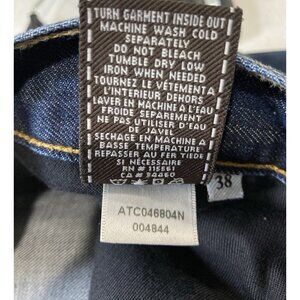 TURN GARMENT INSIDE OUT
MACHINE WASH COLD
SEPARATELY
DO NOT BLEACH
TUMBLE DRY LOW
IRON WHEN NEEDED
TOURNEZ LE VÊTEMENT A
L'INTERIEUR DEHORS
LAVER EN MACHINE A L'EAU
FROIDE SEPAREMENT
NE PAS UTILISER D'EAU
DE JAVEL
SECHAGE EN MACHINE A
BASSE TEMPERATURE
REPASSER AU FER TIEDE
SI NÉCESSAIRE
RN # 115661
CA #
38
ATC046804N
004844